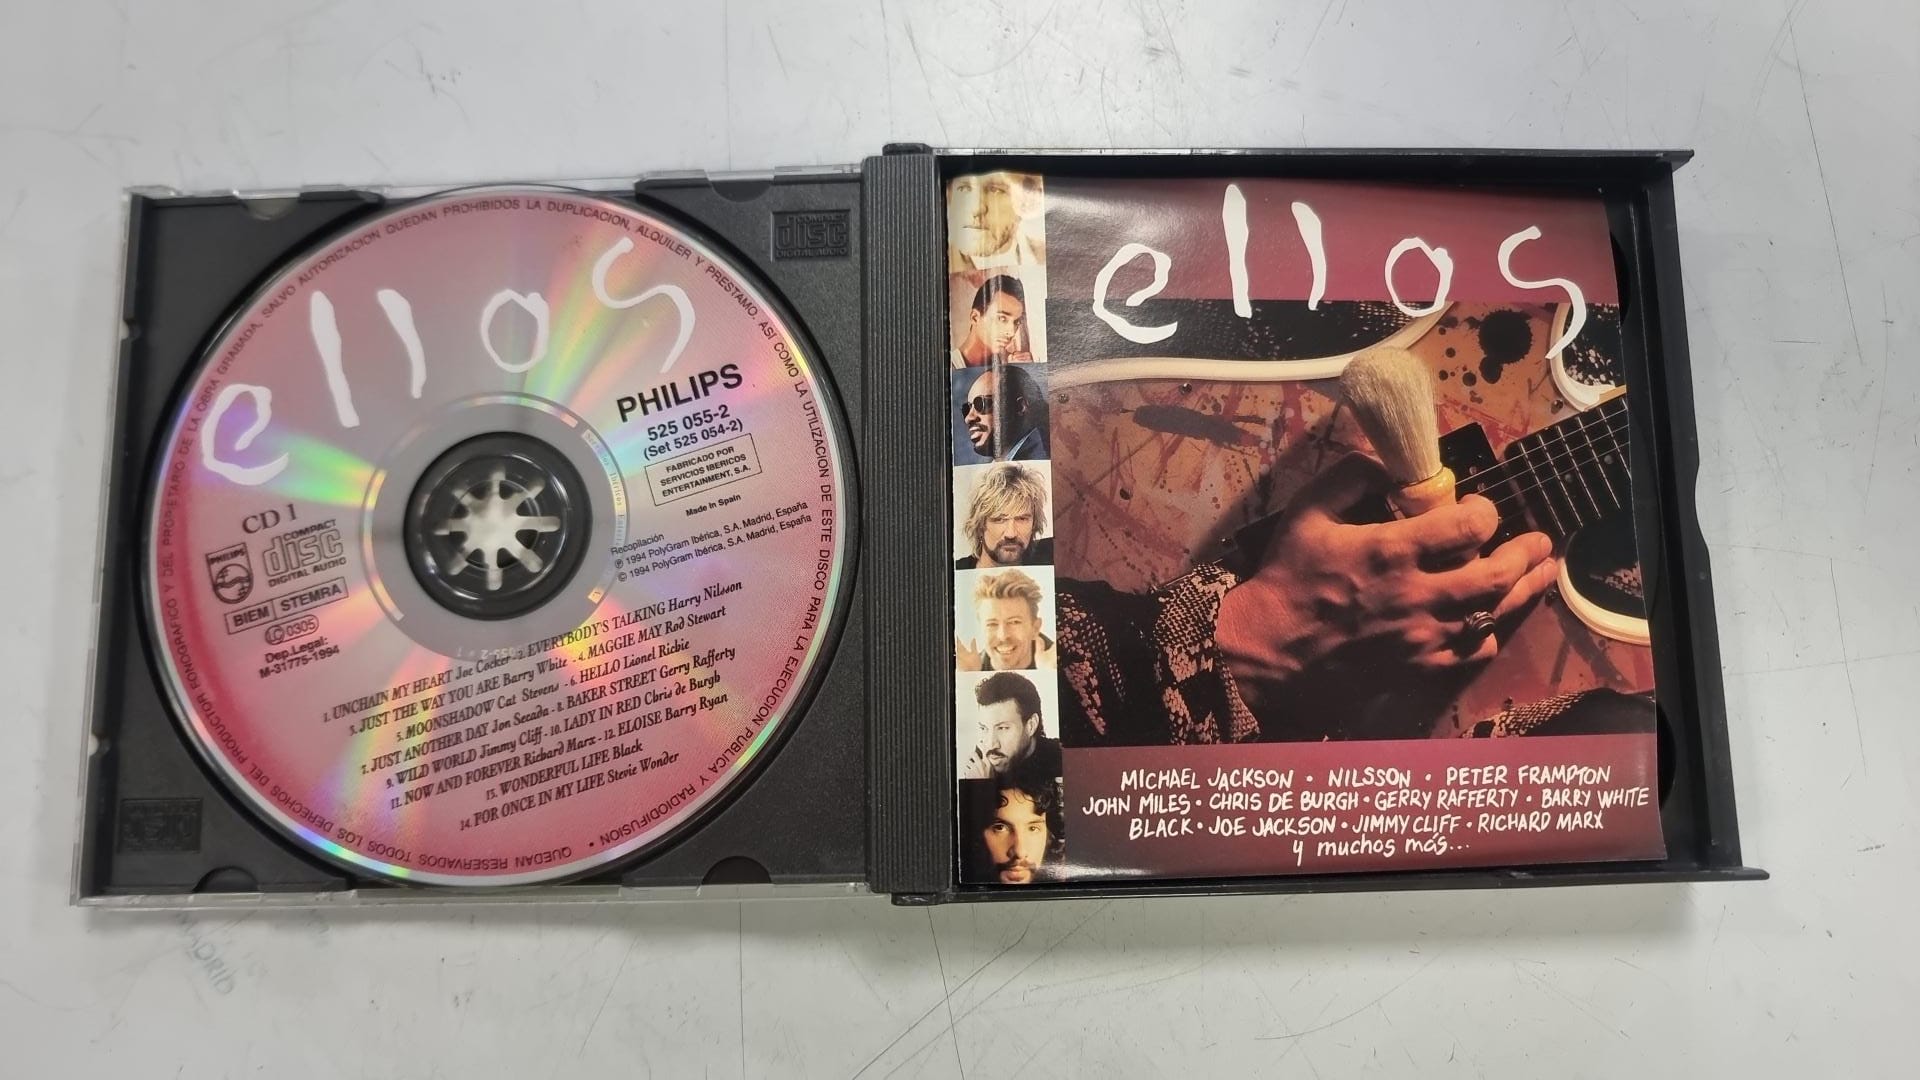 ellos
PHILIPS
525 055-2
(Set 525 054-2)
FABRICADO POR
SERVICIOS IBERICOS
ENTERTAINMENT, S.A.
Made in Spain
Recopilación
℗ 1994 PolyGram Ibérica, S.A. Madrid, España
© 1994 PolyGram Ibérica, S.A. Madrid, España
CD 1
PHILIPS
COMPACT
disc
DIGITAL AUDIO
BIEM STEMRA
LC 0305
Dep.Legal:
M-31775-1994
1. UNCHAIN MY HEART Joe Cocker - 2. EVERYBODY'S TALKING Harry Nilsson
3. JUST THE WAY YOU ARE Barry White - 4. MAGGIE MAY Rod Stewart
5. MOONSHADOW Cat Stevens - 6. HELLO Lionel Richie
7. JUST ANOTHER DAY Jon Secada - 8. BAKER STREET Gerry Rafferty
9. WILD WORLD Jimmy Cliff - 10. LADY IN RED Chris de Burgh
11. NOW AND FOREVER Richard Marx - 12. ELOISE Barry Ryan
13. WONDERFUL LIFE Black
14. FOR ONCE IN MY LIFE Stevie Wonder
QUEDAN RESERVADOS TODOS LOS DERECHOS DEL PRODUCTOR FONOGRAFICO Y DEL PROPIETARIO DE LA OBRA GRABADA, SALVO AUTORIZACION QUEDAN PROHIBIDOS LA DUPLICACION, ALQUILER Y PRESTAMO, ASI COMO LA UTILIZACION DE ESTE DISCO PARA LA EJECUCION PUBLICA Y RADIODIFUSION •
COMPACT
disc
DIGITAL AUDIO
ellos
MICHAEL JACKSON • NILSSON • PETER FRAMPTON
JOHN MILES • CHRIS DE BURGH • GERRY RAFFERTY • BARRY WHITE
BLACK • JOE JACKSON • JIMMY CLIFF • RICHARD MARX
y muchos más...